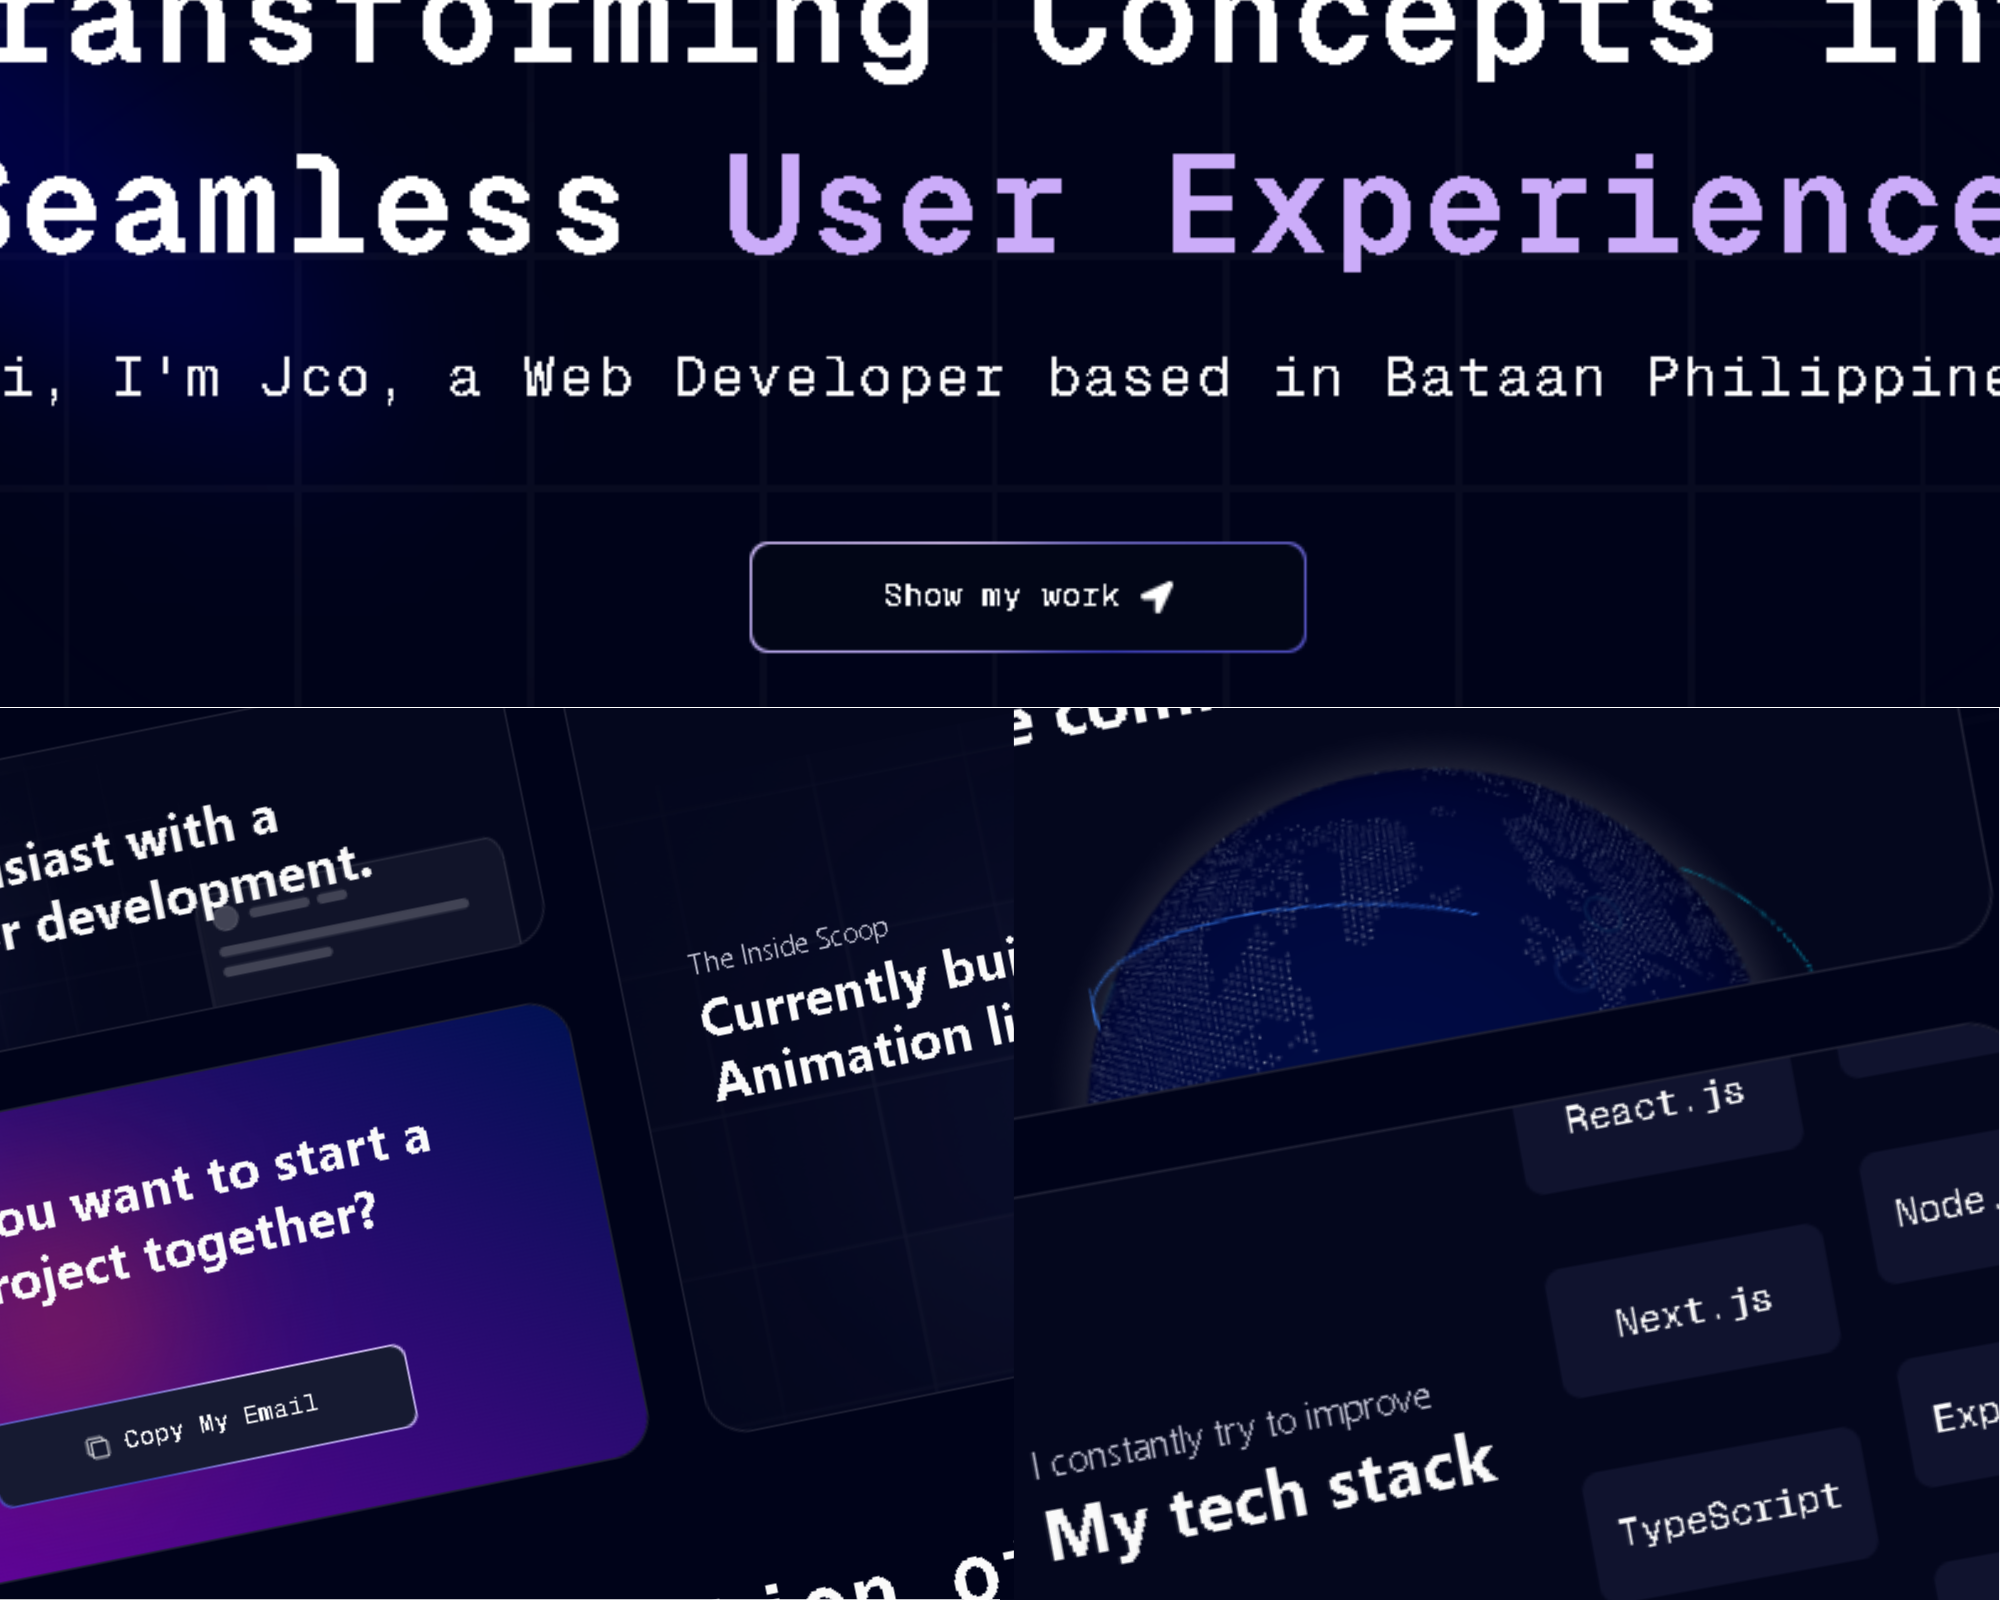 ransforming Concepts in
Seamless User Experience
i, I'm Jco, a Web Developer based in Bataan Philippine
Show my work
siast with a
r development.
The Inside Scoop
Currently bui
Animation li
ou want to start a
roject together?
Copy My Email
ion of
e com
React.js
Node.
Next.js
Exp
I constantly try to improve
My tech stack
TypeScript